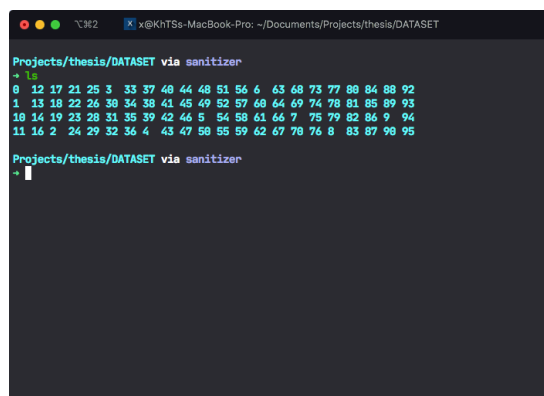 ⌥⌘2 x@KhTSs-MacBook-Pro: ~/Documents/Projects/thesis/DATASET
Projects/thesis/DATASET via sanitizer
→ ls
0 12 17 21 25 3 33 37 40 44 48 51 56 6 63 68 73 77 80 84 88 92
1 13 18 22 26 30 34 38 41 45 49 52 57 60 64 69 74 78 81 85 89 93
10 14 19 23 28 31 35 39 42 46 5 54 58 61 66 7 75 79 82 86 9 94
11 16 2 24 29 32 36 4 43 47 50 55 59 62 67 70 76 8 83 87 90 95
Projects/thesis/DATASET via sanitizer
→